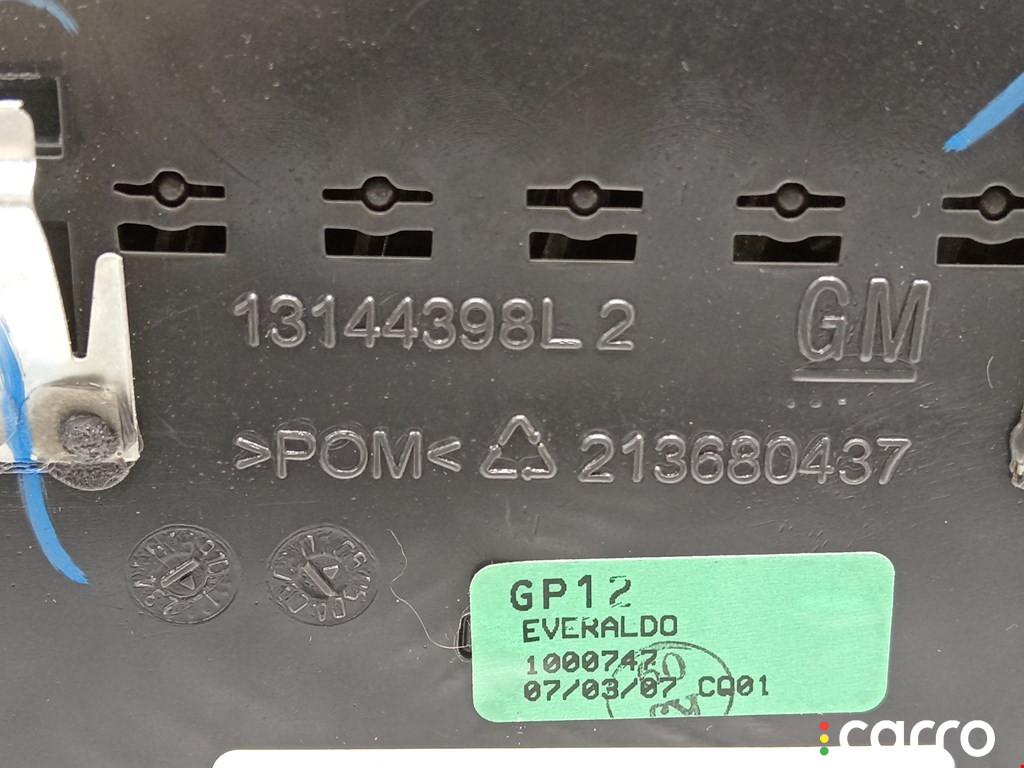 13144398L 2
GM
>POM< 213680437
GP12
EVERALDO
1000747
07/03/07 CQ01
carro